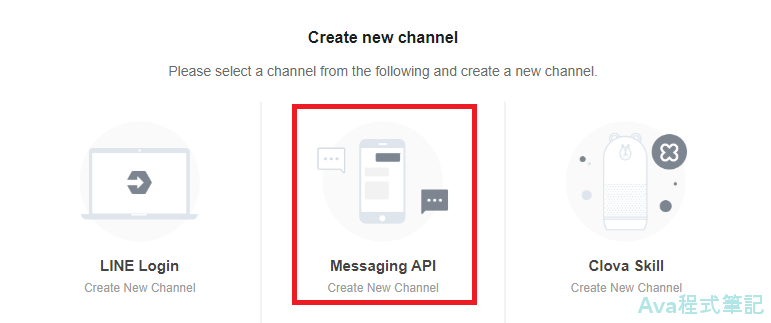 Create new channel
Please select a channel from the following and create a new channel.
LINE Login
Create New Channel
Messaging API
Create New Channel
Clova Skill
Create New Channel
Ava程式筆記